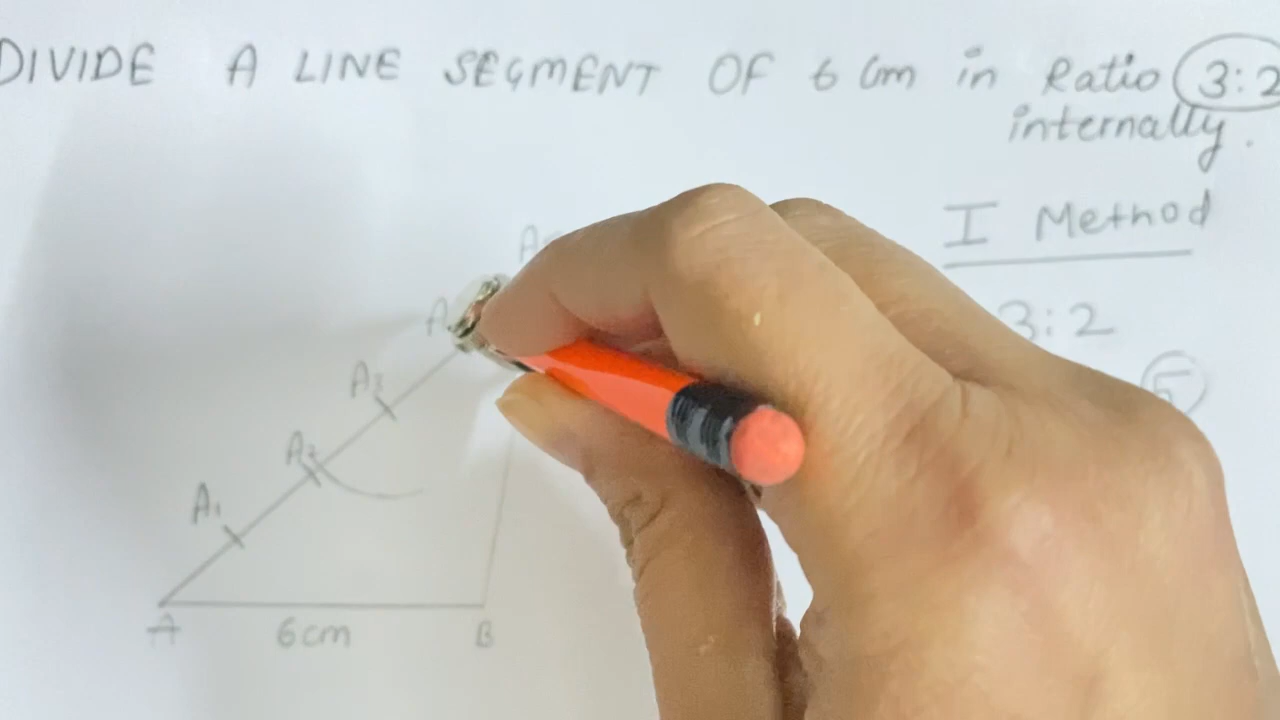 DIVIDE A LINE SEGMENT OF 6 Cm in Ratio 3:2
internally.
I Method
3:2
5
A
A3
A2
A1
A 6cm B